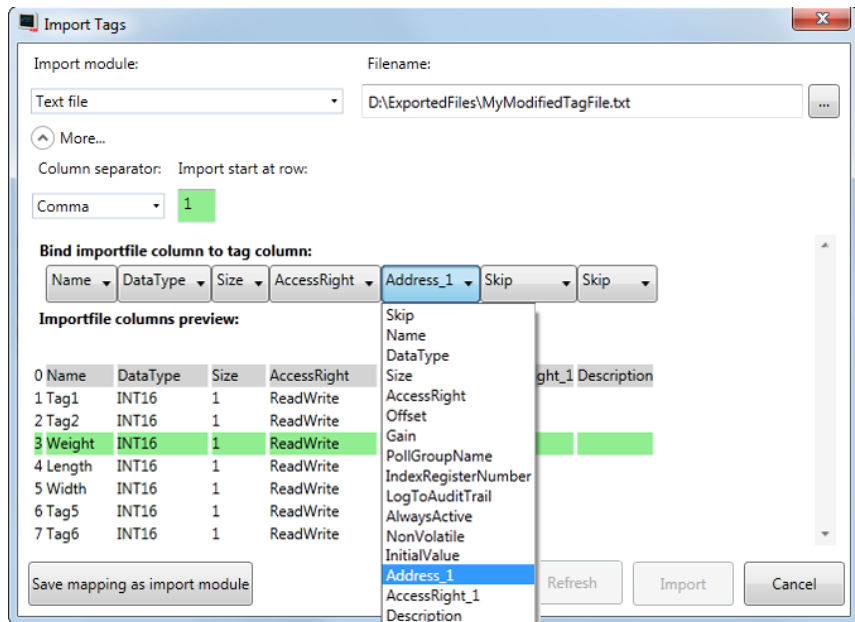 Import Tags
Import module:
Filename:
Text file
D:\ExportedFiles\MyModifiedTagFile.txt
...
More...
Column separator:
Import start at row:
Comma
1
Bind importfile column to tag column:
Name DataType Size AccessRight Address_1 Skip Skip
Importfile columns preview:
0 Name DataType Size AccessRight ght_1 Description
1 Tag1 INT16 1 ReadWrite
2 Tag2 INT16 1 ReadWrite
3 Weight INT16 1 ReadWrite
4 Length INT16 1 ReadWrite
5 Width INT16 1 ReadWrite
6 Tag5 INT16 1 ReadWrite
7 Tag6 INT16 1 ReadWrite
Skip
Name
DataType
Size
AccessRight
Offset
Gain
PollGroupName
IndexRegisterNumber
LogToAuditTrail
AlwaysActive
NonVolatile
InitialValue
Address_1
AccessRight_1
Description
Save mapping as import module
Refresh
Import
Cancel